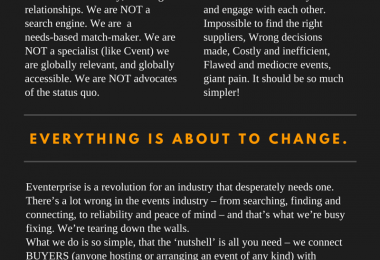 relationships. We are NOT a
search engine. We are a
needs-based match-maker. We are
NOT a specialist (like Cvent) we
are globally relevant, and globally
accessible. We are NOT advocates
of the status quo.
and engage with each other.
Impossible to find the right
suppliers, Wrong decisions
made, Costly and inefficient,
Flawed and mediocre events,
giant pain. It should be so much
simpler!
EVERYTHING IS ABOUT TO CHANGE.
Eventerprise is a revolution for an industry that desperately needs one.
There's a lot wrong in the events industry – from searching, finding and
connecting, to reliability and peace of mind – and that's what we're busy
fixing. We're tearing down the walls.
What we do is so simple, that the 'nutshell' is all you need – we connect
BUYERS (anyone hosting or arranging an event of any kind) with